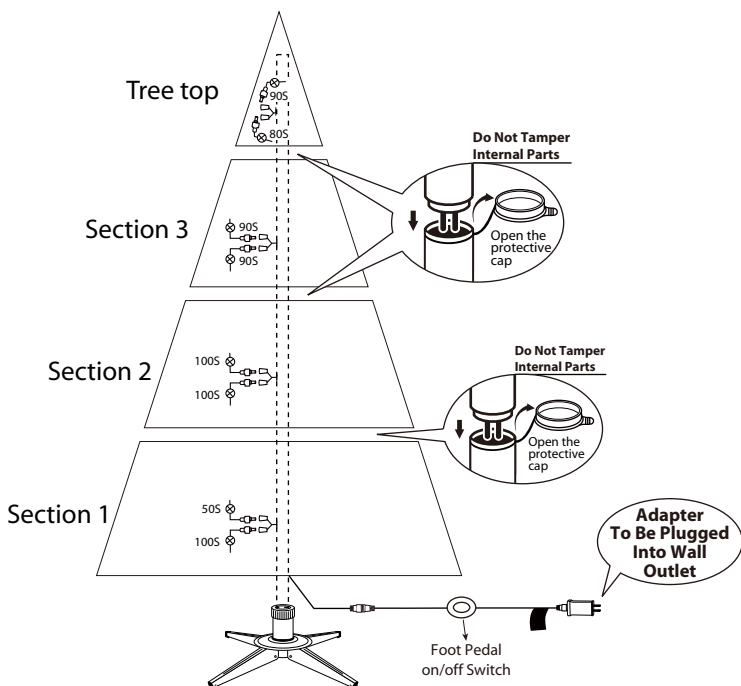 Tree top
90S
80S
Do Not Tamper
Internal Parts
Open the
protective
cap
Section 3
90S
90S
Section 2
100S
100S
Do Not Tamper
Internal Parts
Open the
protective
cap
Section 1
50S
100S
Adapter
To Be Plugged
Into Wall
Outlet
Foot Pedal
on/off Switch